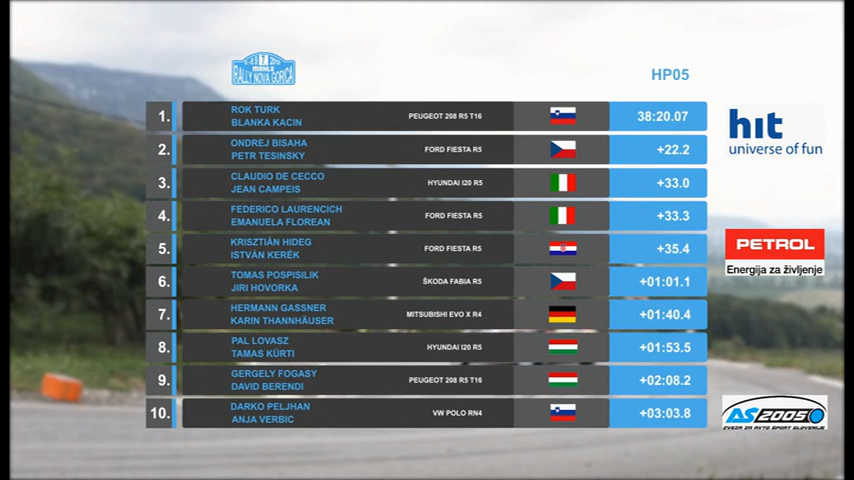 MAHLE
RALLY NOVA GORICA
HP05
1. ROK TURK BLANKA KACIN PEUGEOT 208 R5 T16 38:20.07
2. ONDREJ BISAHA PETR TESINSKY FORD FIESTA R5 +22.2
3. CLAUDIO DE CECCO JEAN CAMPEIS HYUNDAI I20 R5 +33.0
4. FEDERICO LAURENCICH EMANUELA FLOREAN FORD FIESTA R5 +33.3
5. KRISZTIÁN HIDEG ISTVÁN KERÉK FORD FIESTA R5 +35.4
6. TOMAS POSPISILIK JIRI HOVORKA ŠKODA FABIA R5 +01:01.1
7. HERMANN GASSNER KARIN THANNHÄUSER MITSUBISHI EVO X R4 +01:40.4
8. PAL LOVASZ TAMAS KÜRTI HYUNDAI I20 R5 +01:53.5
9. GERGELY FOGASY DAVID BERENDI PEUGEOT 208 R5 T16 +02:08.2
10. DARKO PELJHAN ANJA VERBIC VW POLO RN4 +03:03.8
hit
universe of fun
PETROL
Energija za življenje
AS2005
ZVEZA ZA AVTO ŠPORT SLOVENIJE